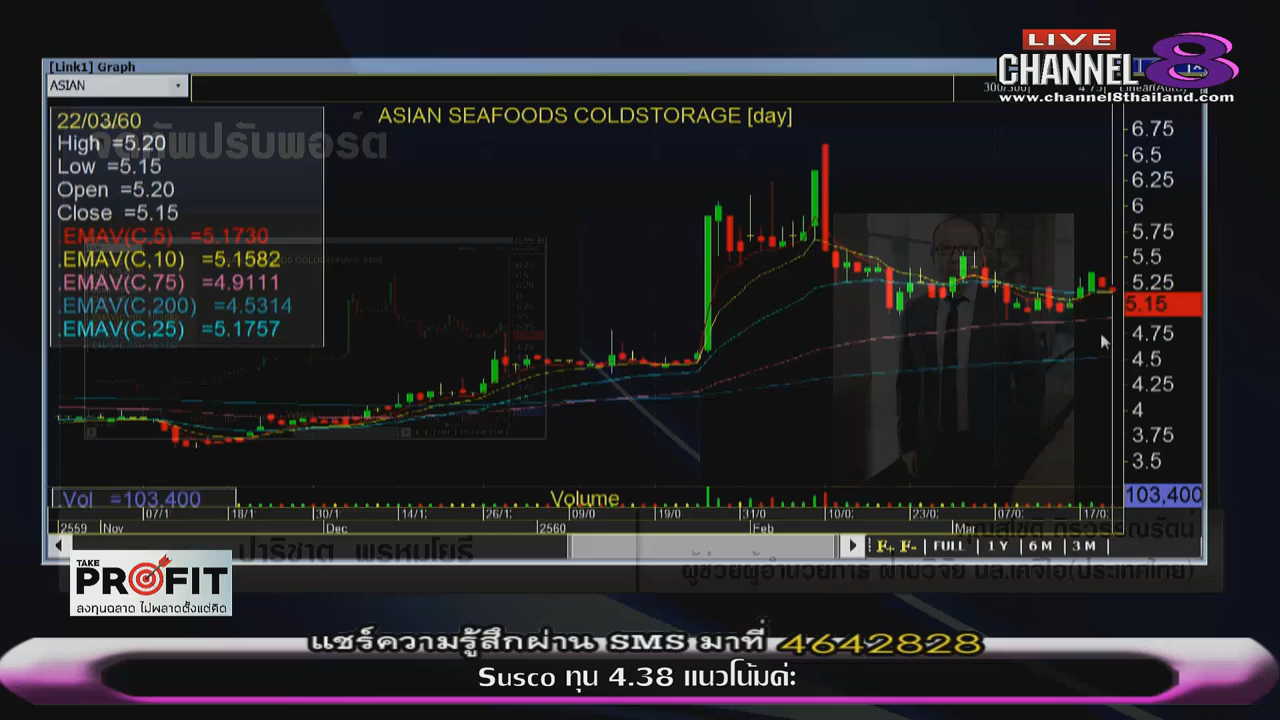 LIVE
CHANNEL 8
www.channel8thailand.com
[Link1] Graph
ASIAN
ASIAN SEAFOODS COLDSTORAGE [day]
22/03/60
High =5.20
Low =5.15
Open =5.20
Close =5.15
.EMAV(C,5) =5.1730
.EMAV(C,10) =5.1582
.EMAV(C,75) =4.9111
.EMAV(C,200) =4.5314
.EMAV(C,25) =5.1757
6.75
6.5
6.25
6
5.75
5.5
5.25
5.15
4.75
4.5
4.25
4
3.75
3.5
.Vol =103,400
Volume
103,400
07/1 18/1 30/1 14/1 26/1 09/0 19/0 31/0 10/0 23/0 07/0 17/0
2559 Nov Dec 2560 Feb Mar
F+ F- FULL 1 Y 6 M 3 M
ปาริชาต พรหมโยธี
ผู้ช่วยผู้อำนวยการ ฝ่ายวิจัย บล.เคจีไอ(ประเทศไทย)
TAKE
PROFIT
ลงทุนฉลาด ไม่พลาดตั้งแต่คิด
แชร์ความรู้สึกผ่าน SMS มาที่ 4642828
Susco ทุน 4.38 แนวโน้มค่ะ